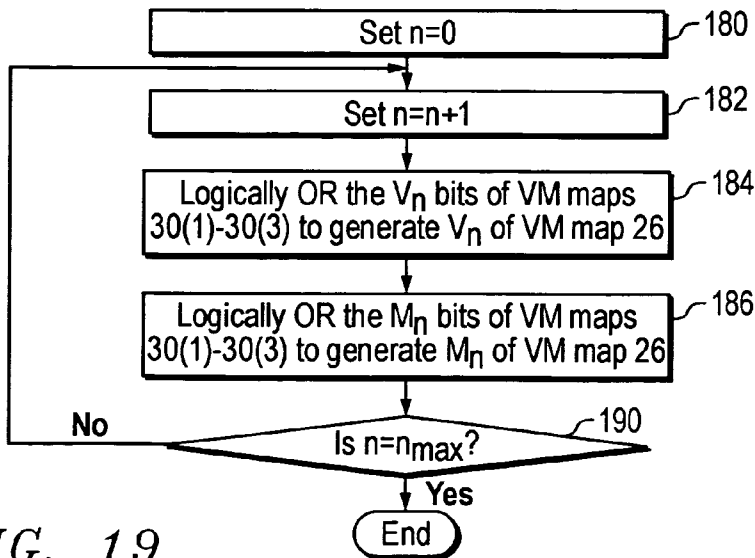 Set n=0
180
Set n=n+1
182
Logically OR the Vn bits of VM maps
30(1)-30(3) to generate Vn of VM map 26
184
Logically OR the Mn bits of VM maps
30(1)-30(3) to generate Mn of VM map 26
186
No
Is n=nmax?
190
Yes
End
IG. 19